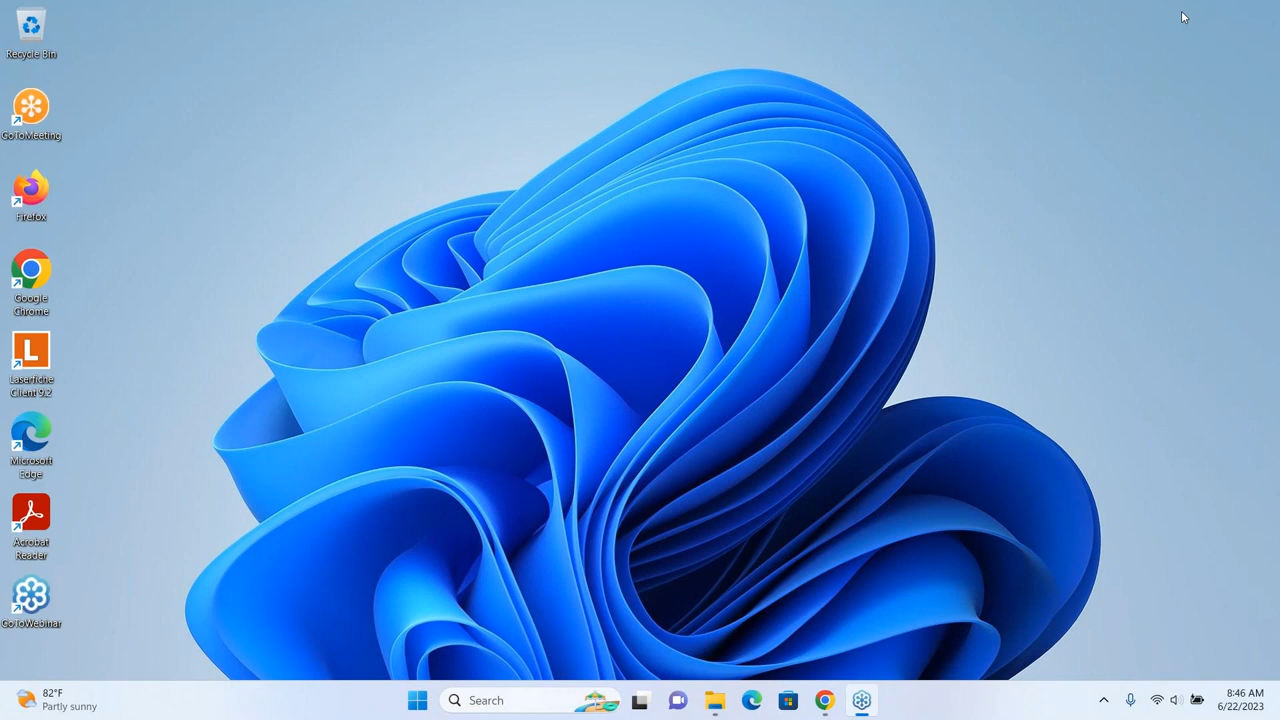 Recycle Bin
GoToMeeting
Firefox
Google
Chrome
L
Laserfiche
Client 9.2
Microsoft
Edge
Acrobat
Reader
GoToWebinar
82°F
Partly sunny
Search
8:46 AM
6/22/2023